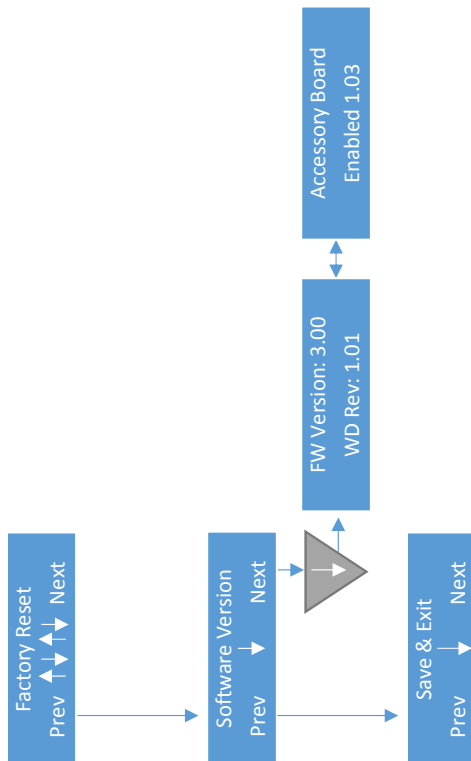 Factory Reset
Prev Next
Software Version
Prev Next
FW Version: 3.00
WD Rev: 1.01
Accessory Board
Enabled 1.03
Save & Exit
Prev Next